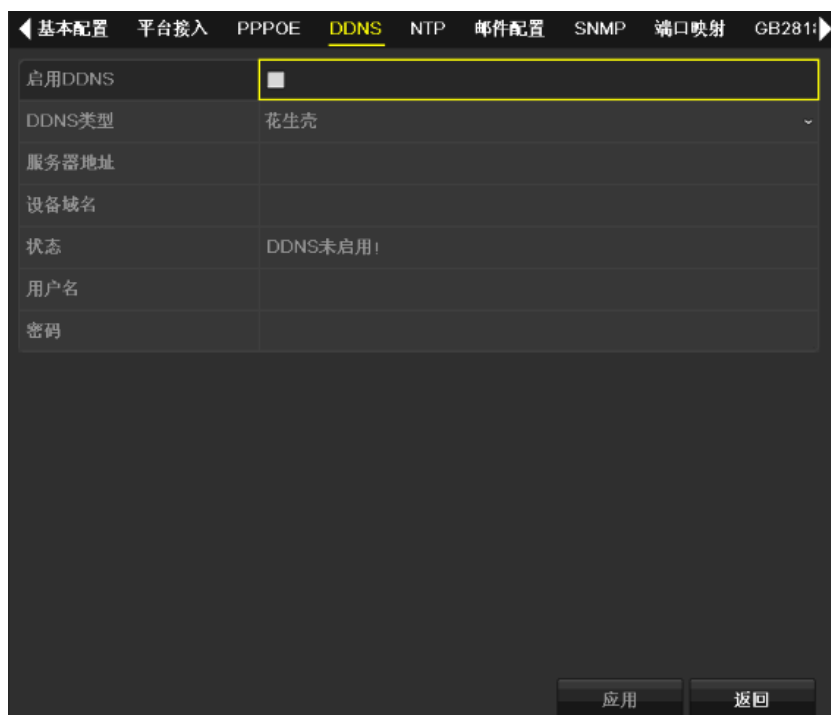 基本配置 平台接入 PPPOE DDNS NTP 邮件配置 SNMP 端口映射 GB281
启用DDNS
DDNS类型 花生壳
服务器地址
设备域名
状态 DDNS未启用!
用户名
密码
应用 返回